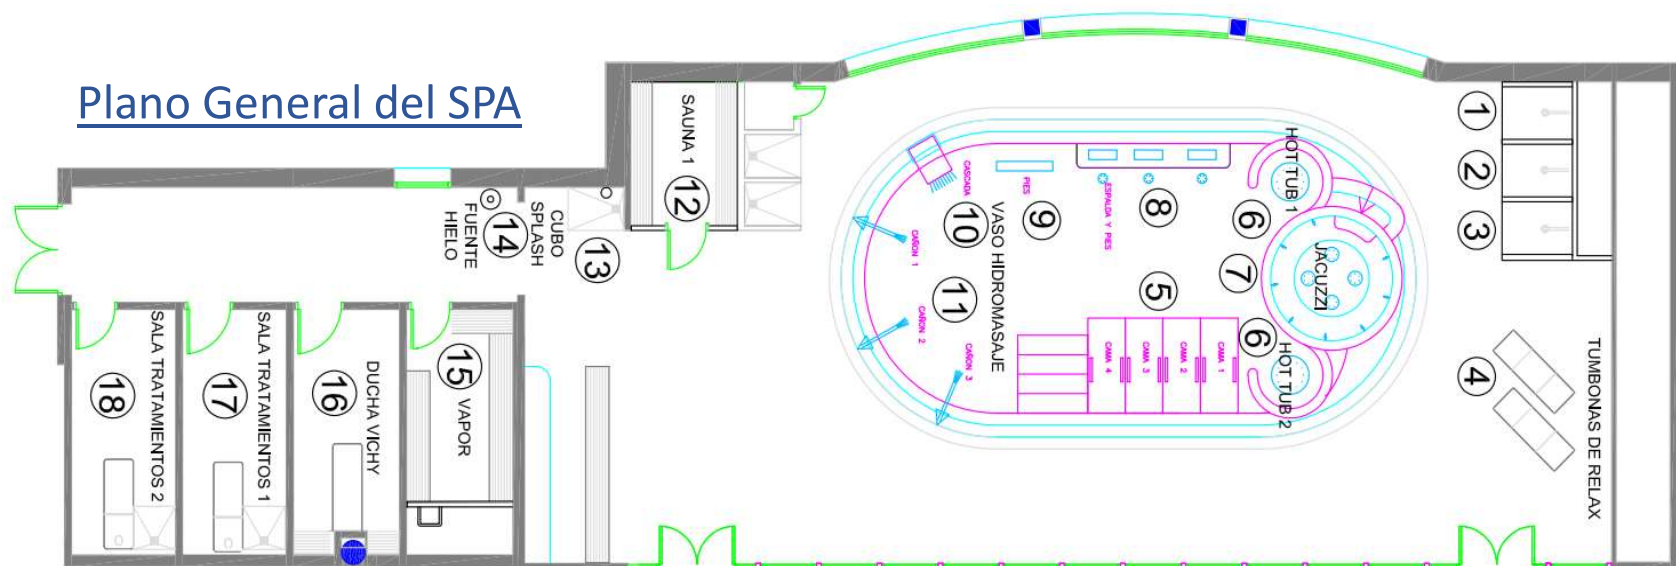 Plano General del SPA
SAUNA 1
12
CUBO
SPLASH
13
14
FUENTE
HIELO
SALA TRATAMIENTOS 2
18
SALA TRATAMIENTOS 1
17
DUCHA VICHY
16
15
VAPOR
CASCADA
10
PIES
9
ESPALDA Y PIES
8
VASO HIDROMASAJE
CAÑON 1
CAÑON 2
CAÑON 3
11
5
CAMA 4
CAMA 3
CAMA 2
CAMA 1
HOT TUB 1
6
7
JACUZZI
6
HOT TUB 2
1
2
3
4
TUMBONAS DE RELAX